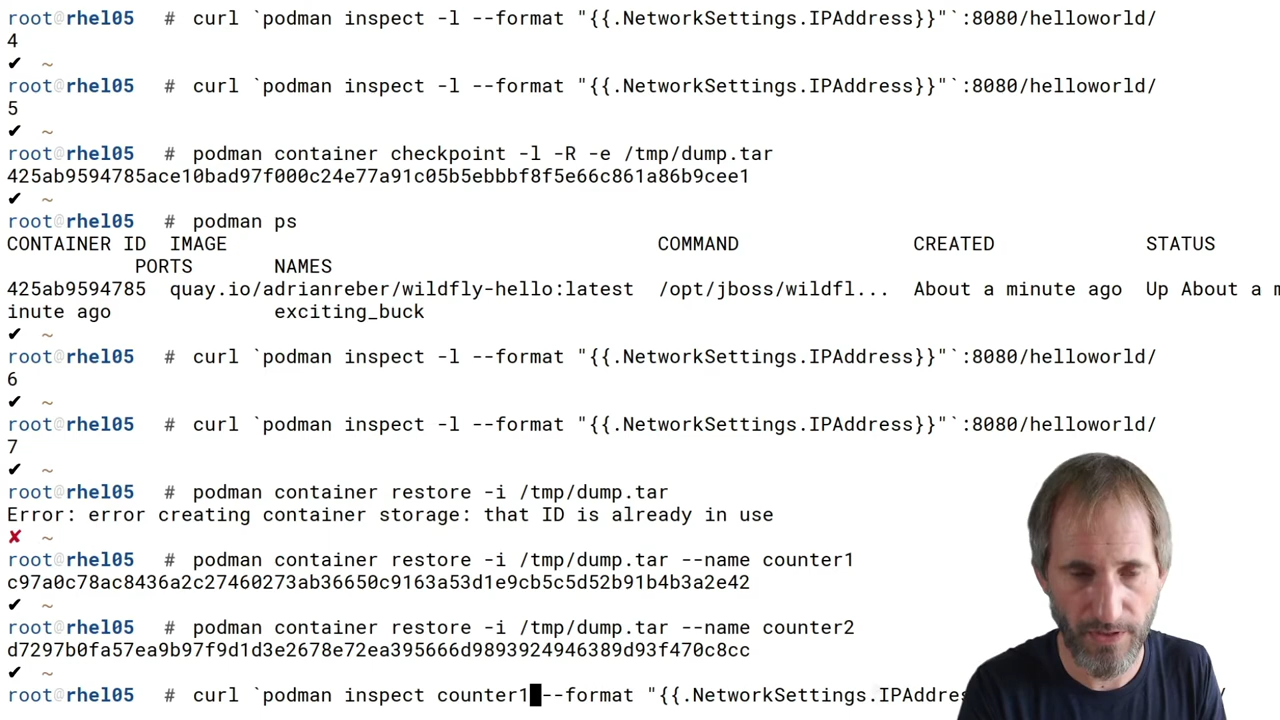 root@rhel05 # curl `podman inspect -l --format "{{.NetworkSettings.IPAddress}}"`:8080/helloworld/
4
✔ ~
root@rhel05 # curl `podman inspect -l --format "{{.NetworkSettings.IPAddress}}"`:8080/helloworld/
5
✔ ~
root@rhel05 # podman container checkpoint -l -R -e /tmp/dump.tar
425ab9594785ace10bad97f000c24e77a91c05b5ebbbf8f5e66c861a86b9cee1
✔ ~
root@rhel05 # podman ps
CONTAINER ID IMAGE COMMAND CREATED STATUS
PORTS NAMES
425ab9594785 quay.io/adrianreber/wildfly-hello:latest /opt/jboss/wildfl... About a minute ago Up About a m
inute ago exciting_buck
✔ ~
root@rhel05 # curl `podman inspect -l --format "{{.NetworkSettings.IPAddress}}"`:8080/helloworld/
6
✔ ~
root@rhel05 # curl `podman inspect -l --format "{{.NetworkSettings.IPAddress}}"`:8080/helloworld/
7
✔ ~
root@rhel05 # podman container restore -i /tmp/dump.tar
Error: error creating container storage: that ID is already in use
✘ ~
root@rhel05 # podman container restore -i /tmp/dump.tar --name counter1
c97a0c78ac8436a2c27460273ab36650c9163a53d1e9cb5c5d52b91b4b3a2e42
✔ ~
root@rhel05 # podman container restore -i /tmp/dump.tar --name counter2
d7297b0fa57ea9b97f9d1d3e2678e72ea395666d9893924946389d93f470c8cc
✔ ~
root@rhel05 # curl `podman inspect counter1 --format "{{.NetworkSettings.IPAddres